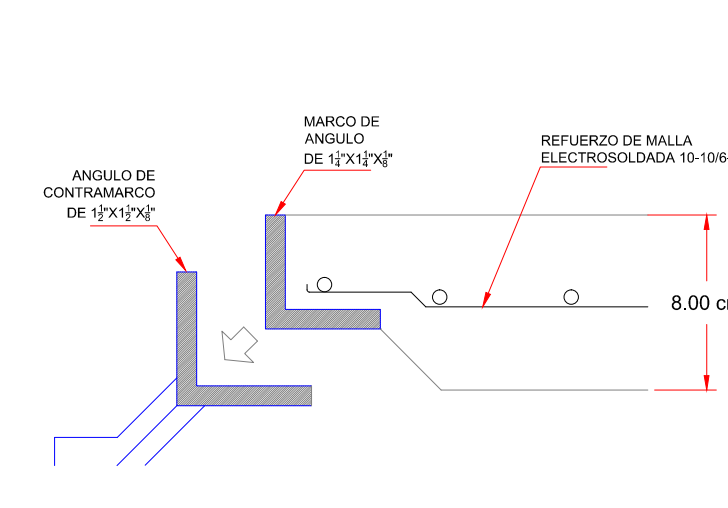 MARCO DE
ANGULO
DE 1¼"X1¼"X⅛"
REFUERZO DE MALLA
ELECTROSOLDADA 10-10/6-
ANGULO DE
CONTRAMARCO
DE 1½"X1½"X⅛"
8.00 c